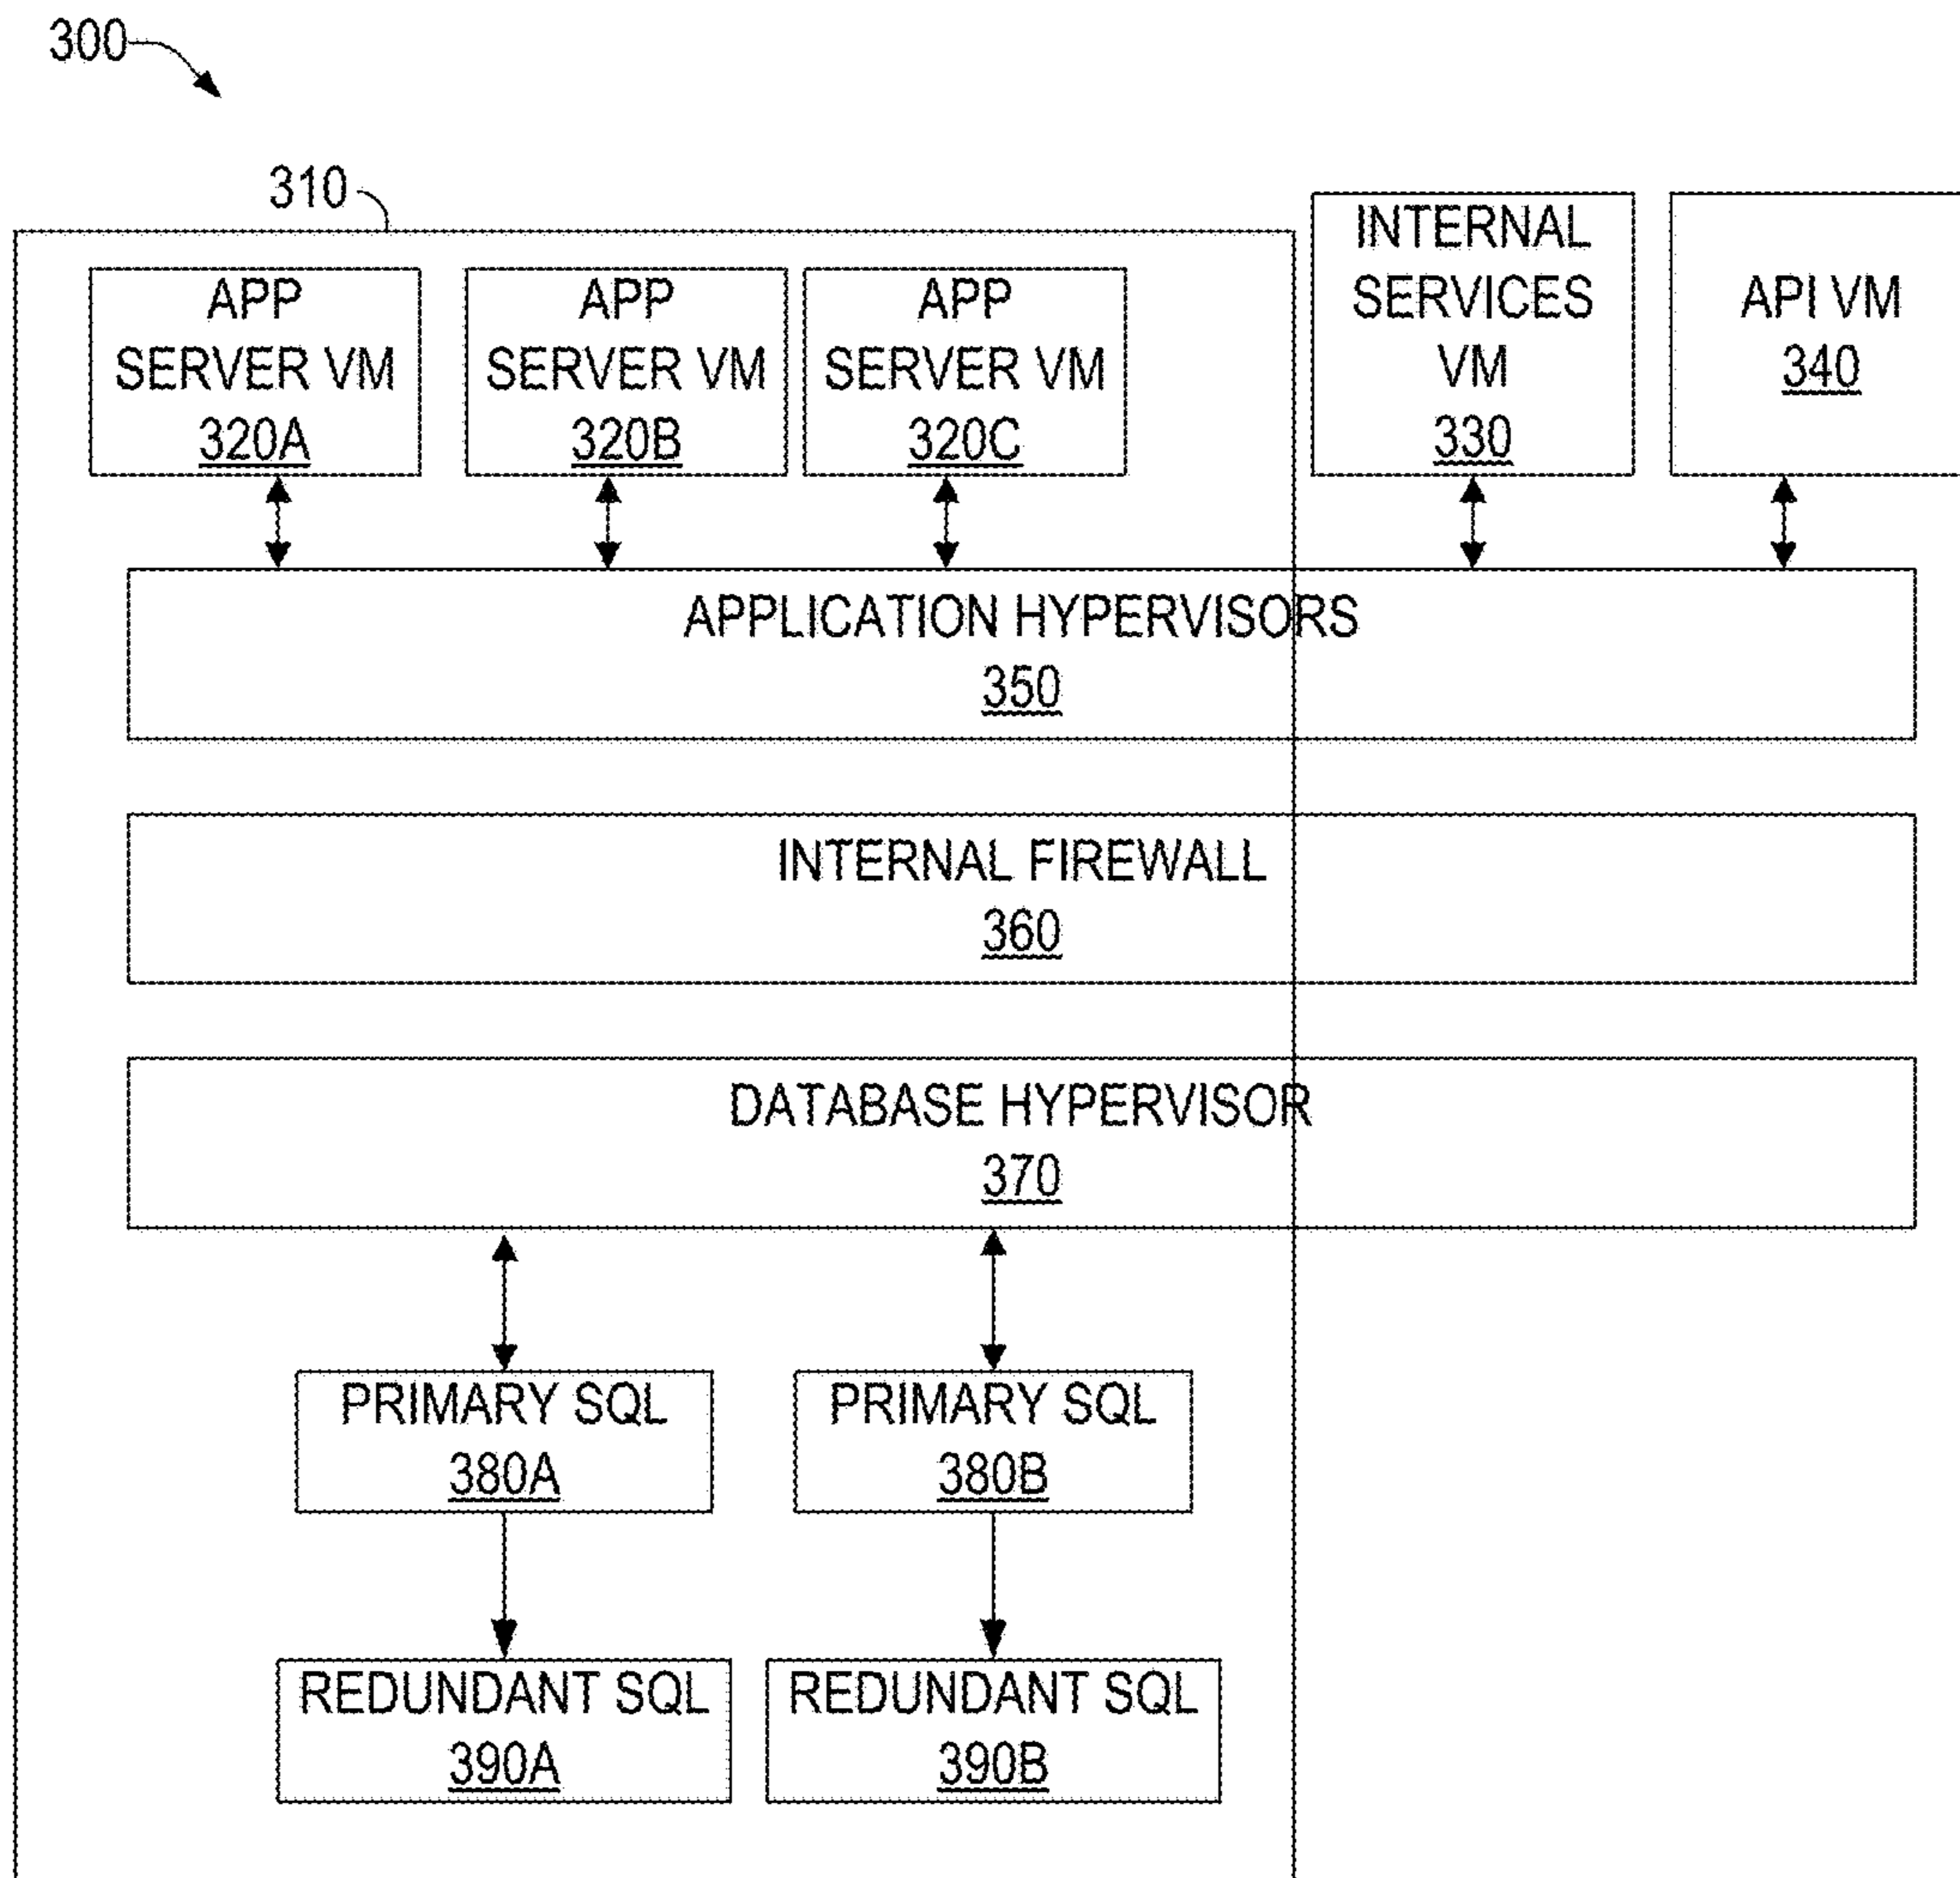 300
310
APP
SERVER VM
320A
APP
SERVER VM
320B
APP
SERVER VM
320C
INTERNAL
SERVICES
VM
330
API VM
340
APPLICATION HYPERVISORS
350
INTERNAL FIREWALL
360
DATABASE HYPERVISOR
370
PRIMARY SQL
380A
PRIMARY SQL
380B
REDUNDANT SQL
390A
REDUNDANT SQL
390B